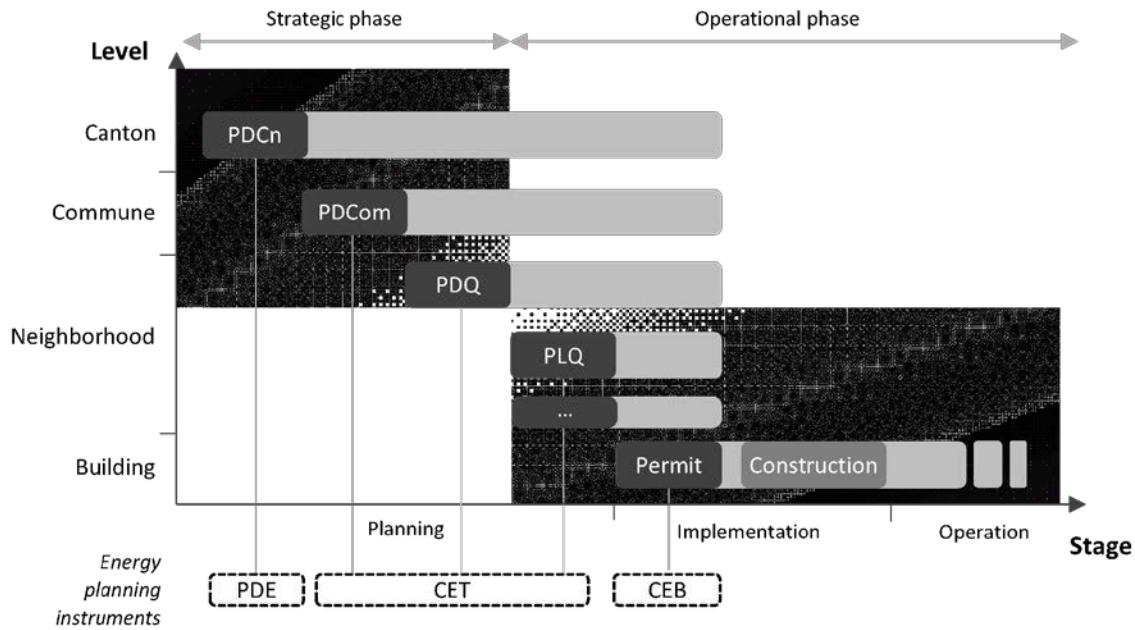 Strategic phase
Operational phase
Level
Canton
PDCn
Commune
PDCom
PDQ
Neighborhood
PLQ
...
Building
Permit
Construction
Planning
Implementation
Operation
Stage
Energy
planning
instruments
PDE
CET
CEB